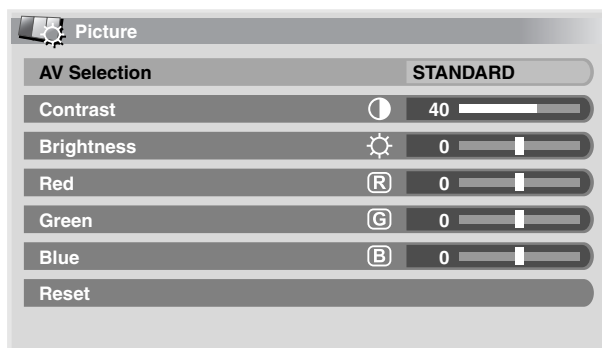 Picture
AV Selection STANDARD
Contrast 40
Brightness 0
Red R 0
Green G 0
Blue B 0
Reset